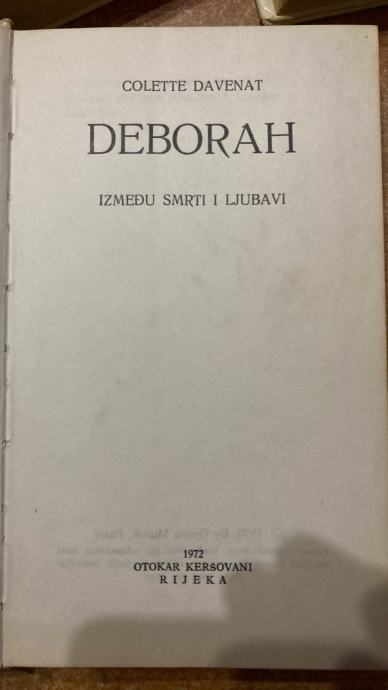 COLETTE DAVENAT
DEBORAH
IZMEĐU SMRTI I LJUBAVI
1972
OTOKAR KERŠOVANI
RIJEKA